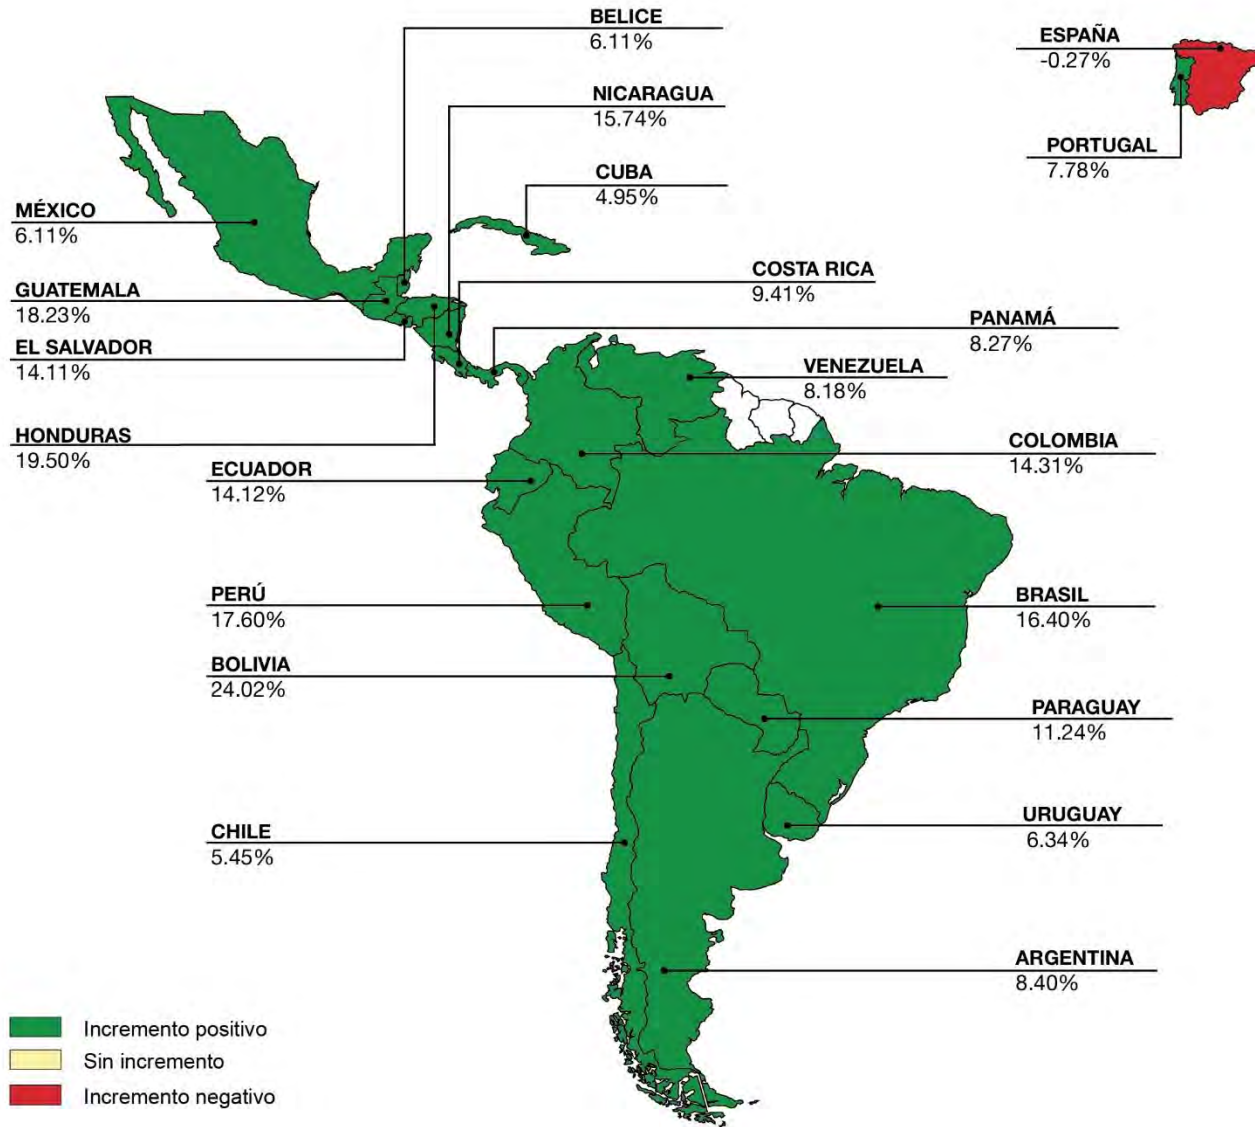 BELICE
6.11%
ESPAÑA
-0.27%
NICARAGUA
15.74%
PORTUGAL
7.78%
CUBA
4.95%
MÉXICO
6.11%
COSTA RICA
9.41%
GUATEMALA
18.23%
PANAMÁ
8.27%
EL SALVADOR
14.11%
VENEZUELA
8.18%
HONDURAS
19.50%
COLOMBIA
14.31%
ECUADOR
14.12%
PERÚ
17.60%
BRASIL
16.40%
BOLIVIA
24.02%
PARAGUAY
11.24%
URUGUAY
6.34%
CHILE
5.45%
ARGENTINA
8.40%
Incremento positivo
Sin incremento
Incremento negativo